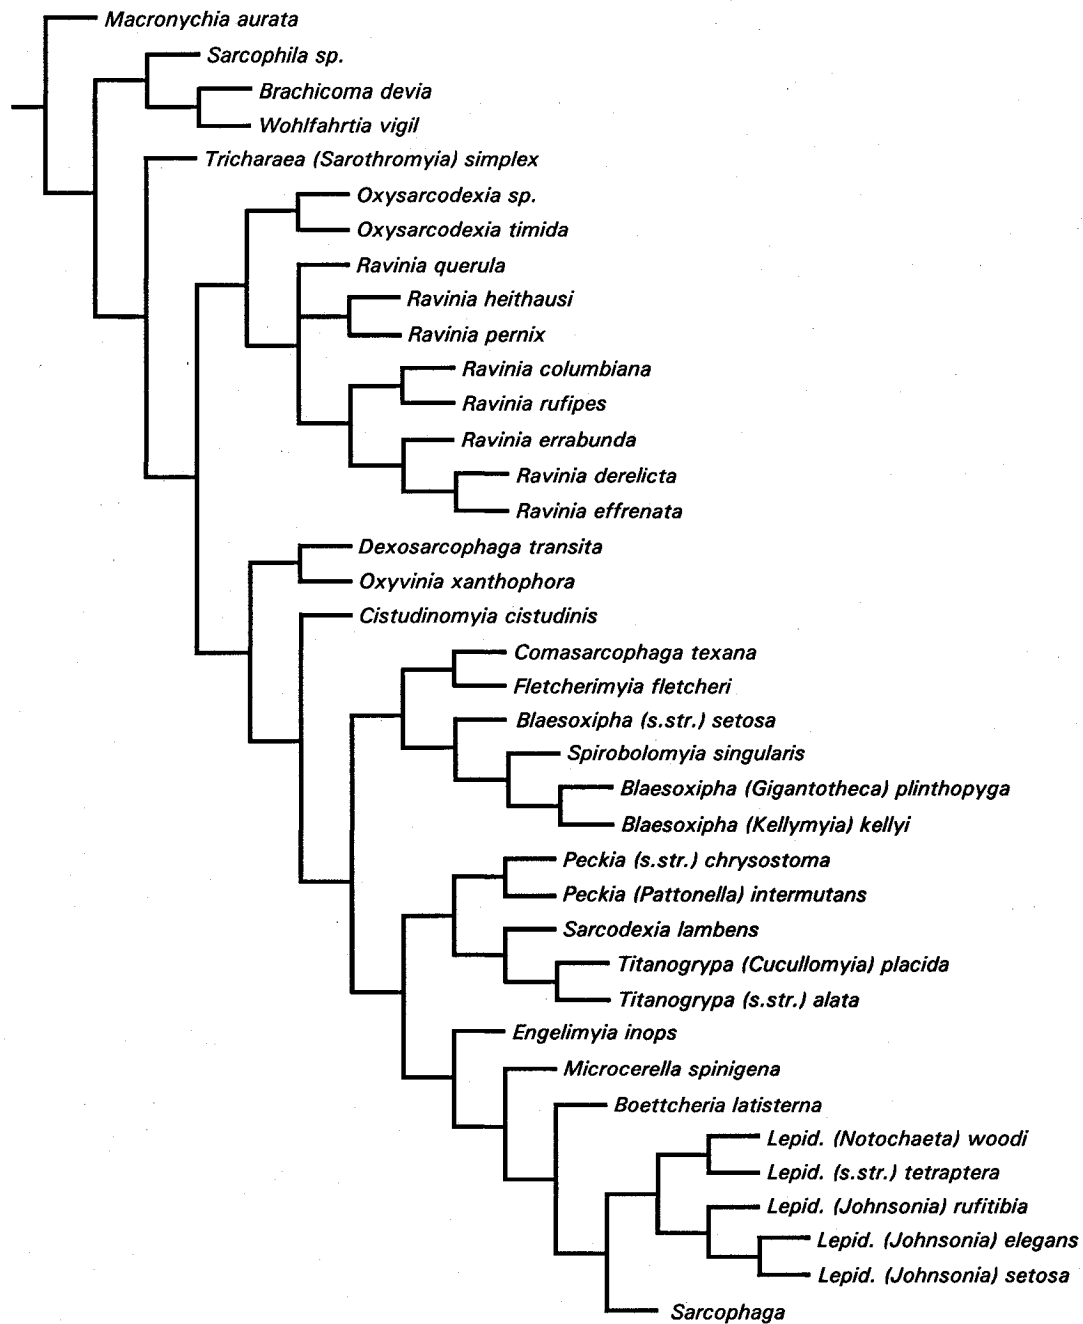 Macronychia aurata
Sarcophila sp.
Brachicoma devia
Wohlfahrtia vigil
Tricharaea (Sarothromyia) simplex
Oxysarcodexia sp.
Oxysarcodexia timida
Ravinia querula
Ravinia heithausi
Ravinia pernix
Ravinia columbiana
Ravinia rufipes
Ravinia errabunda
Ravinia derelicta
Ravinia effrenata
Dexosarcophaga transita
Oxyvinia xanthophora
Cistudinomyia cistudinis
Comasarcophaga texana
Fletcherimyia fletcheri
Blaesoxipha (s.str.) setosa
Spirobolomyia singularis
Blaesoxipha (Gigantotheca) plinthopyga
Blaesoxipha (Kellymyia) kellyi
Peckia (s.str.) chrysostoma
Peckia (Pattonella) intermutans
Sarcodexia lambens
Titanogrypa (Cucullomyia) placida
Titanogrypa (s.str.) alata
Engelimyia inops
Microcerella spinigena
Boettcheria latisterna
Lepid. (Notochaeta) woodi
Lepid. (s.str.) tetraptera
Lepid. (Johnsonia) rufitibia
Lepid. (Johnsonia) elegans
Lepid. (Johnsonia) setosa
Sarcophaga